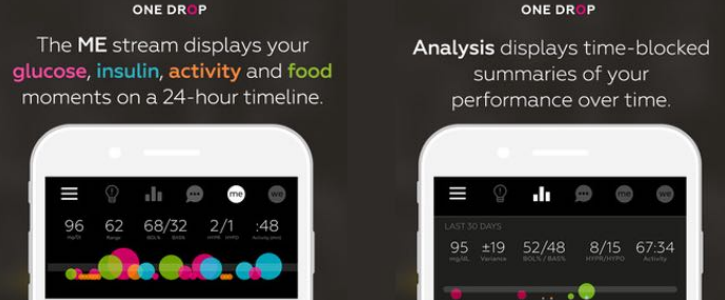 ONE DROP
The ME stream displays your
glucose, insulin, activity and food
moments on a 24-hour timeline.
me
we
96
62
68/32
2/1
:48
mg/dL
Range
BOL% / BAS%
HYPR / HYPO
Activity (min)
ONE DROP
Analysis displays time-blocked
summaries of your
performance over time.
me
we
LAST 30 DAYS
95
±19
52/48
8/15
67:34
mg/dL
Variance
BOL% / BAS%
HYPR/HYPO
Activity